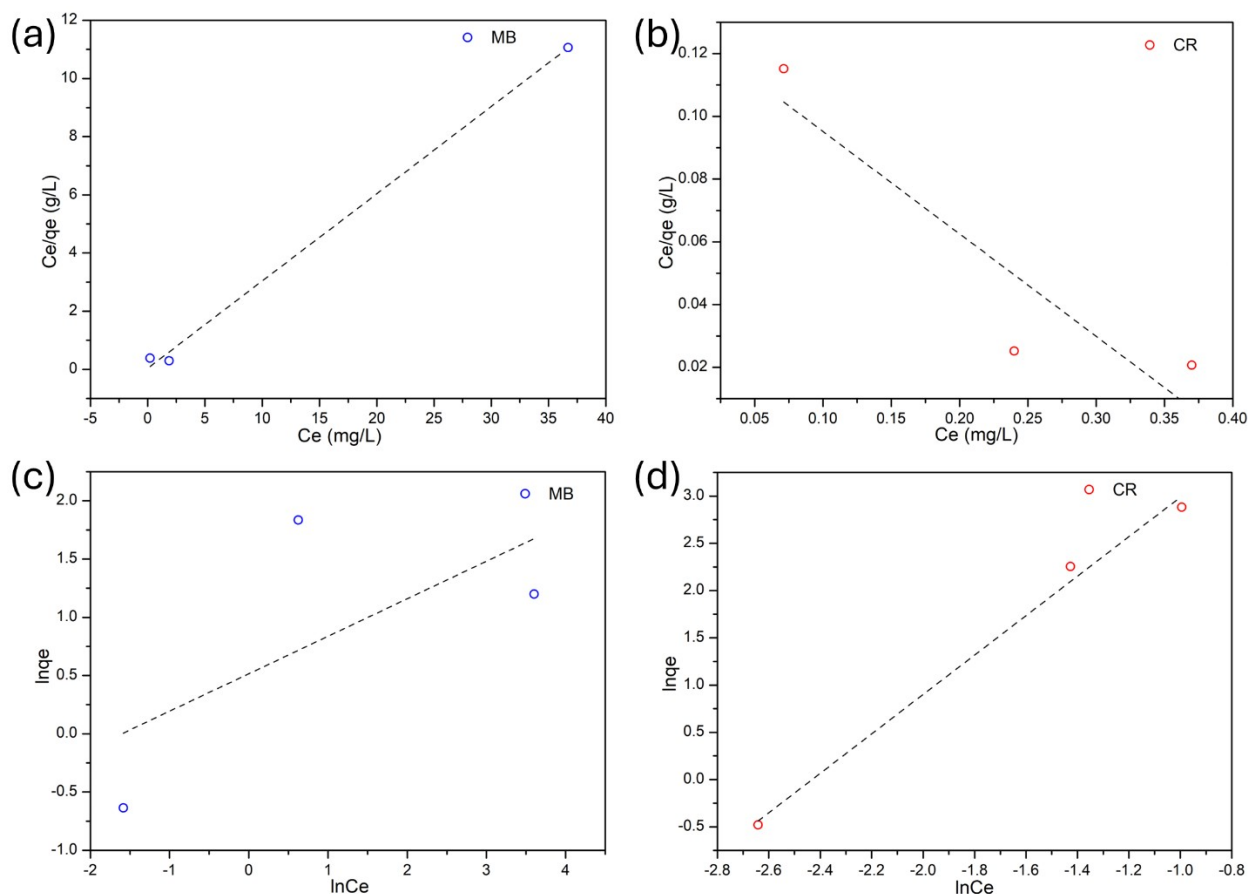 (a)
MB
12
10
8
6
4
2
0
Ce/qe (g/L)
-5 0 5 10 15 20 25 30 35 40
Ce (mg/L)
(b)
CR
0.12
0.10
0.08
0.06
0.04
0.02
Ce/qe (g/L)
0.05 0.10 0.15 0.20 0.25 0.30 0.35 0.40
Ce (mg/L)
(c)
MB
2.0
1.5
1.0
0.5
0.0
-0.5
-1.0
lnqe
-2 -1 0 1 2 3 4
lnCe
(d)
CR
3.0
2.5
2.0
1.5
1.0
0.5
0.0
-0.5
lnqe
-2.8 -2.6 -2.4 -2.2 -2.0 -1.8 -1.6 -1.4 -1.2 -1.0 -0.8
lnCe